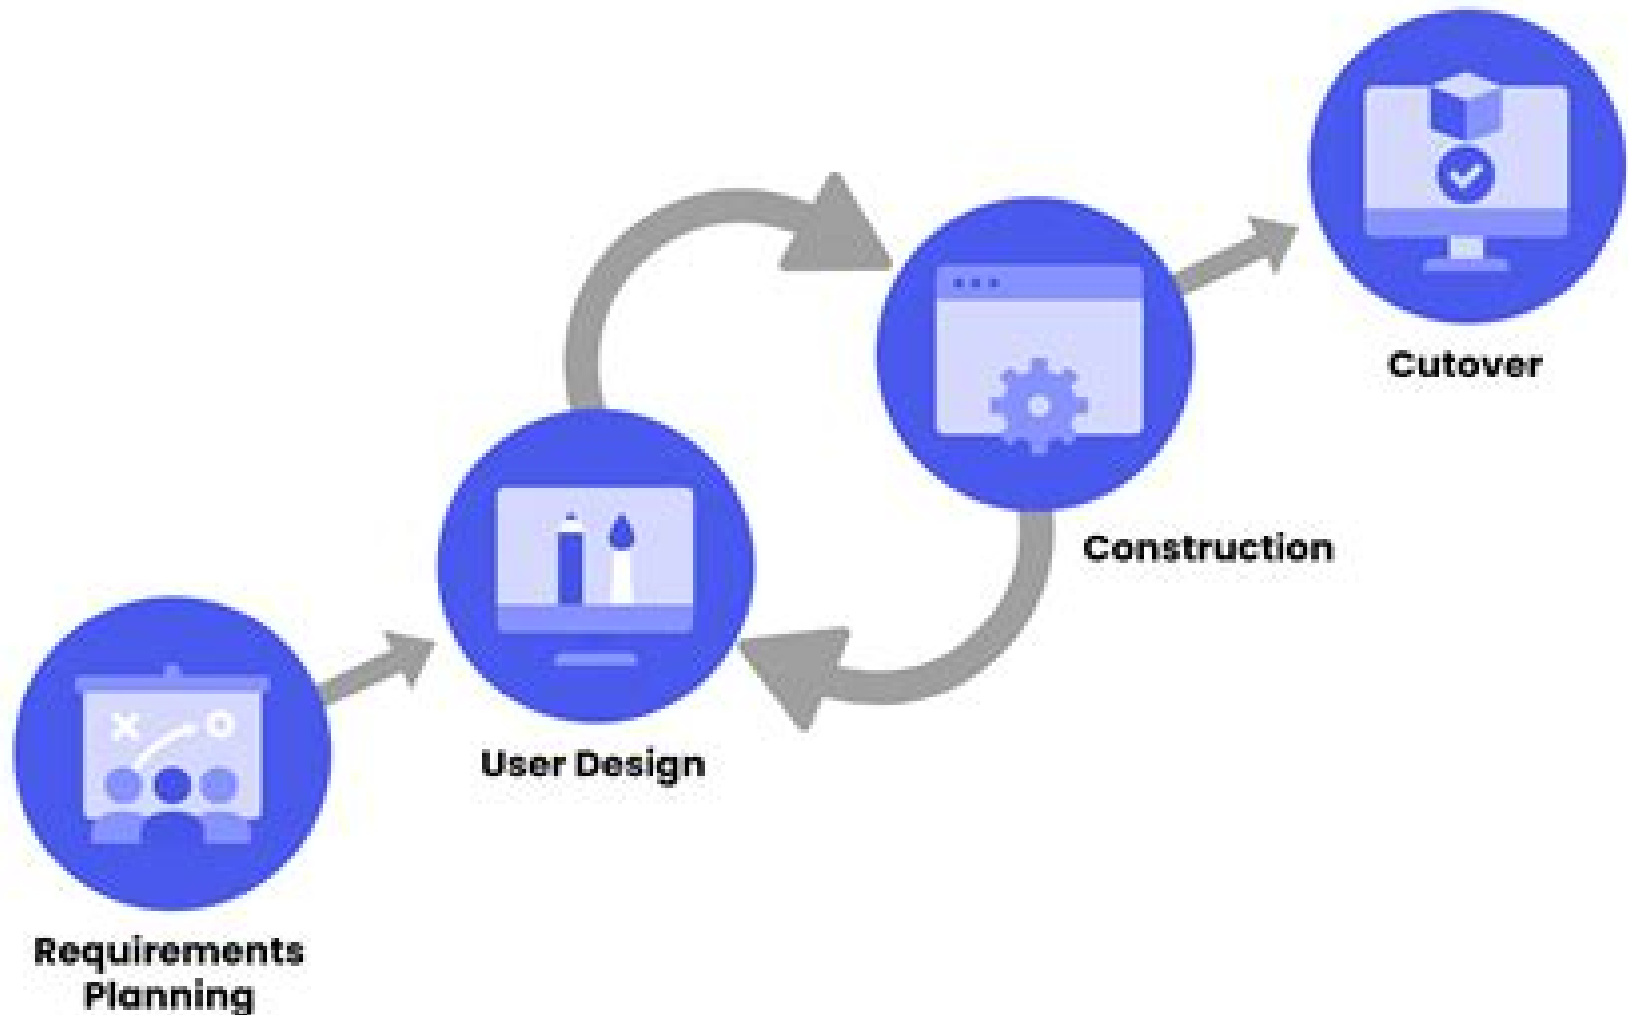 Requirements
Planning
User Design
Construction
Cutover